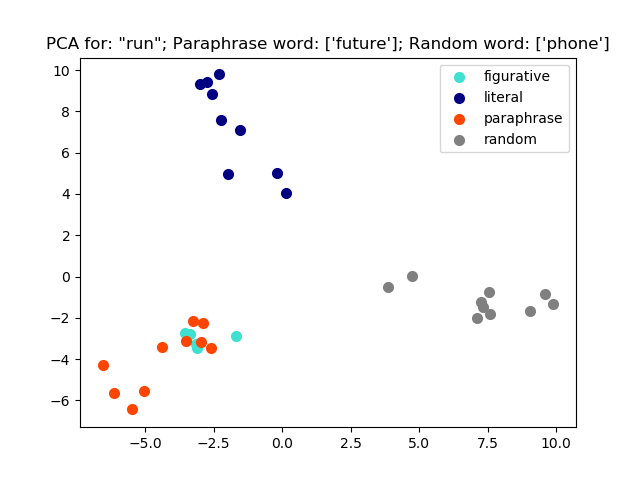 PCA for: "run"; Paraphrase word: ['future']; Random word: ['phone']
figurative
literal
paraphrase
random
10
8
6
4
2
0
−2
−4
−6
−5.0 −2.5 0.0 2.5 5.0 7.5 10.0